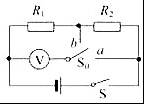 R₁ R₂
b
V S₀ a
S